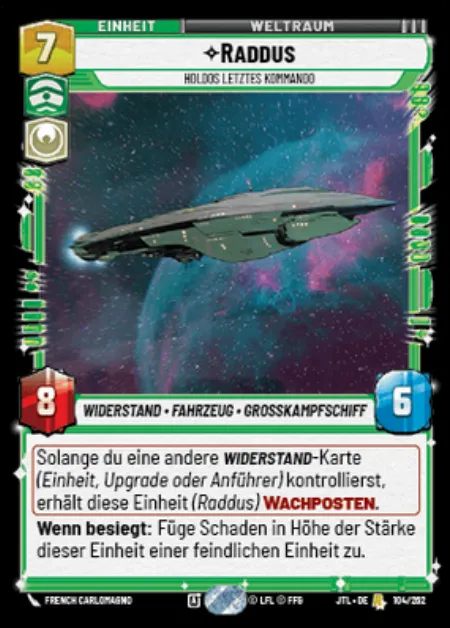 EINHEIT
WELTRAUM
7
RADDUS
HOLDOS LETZTES KOMMANDO
8
WIDERSTAND • FAHRZEUG • GROSSKAMPFSCHIFF
6
Solange du eine andere WIDERSTAND-Karte
(Einheit, Upgrade oder Anführer) kontrollierst,
erhält diese Einheit (Raddus) WACHPOSTEN.
Wenn besiegt: Füge Schaden in Höhe der Stärke
dieser Einheit einer feindlichen Einheit zu.
FRENCH CARLOMAGNO
A
© LFL © FFG
JTL • DE
104/262